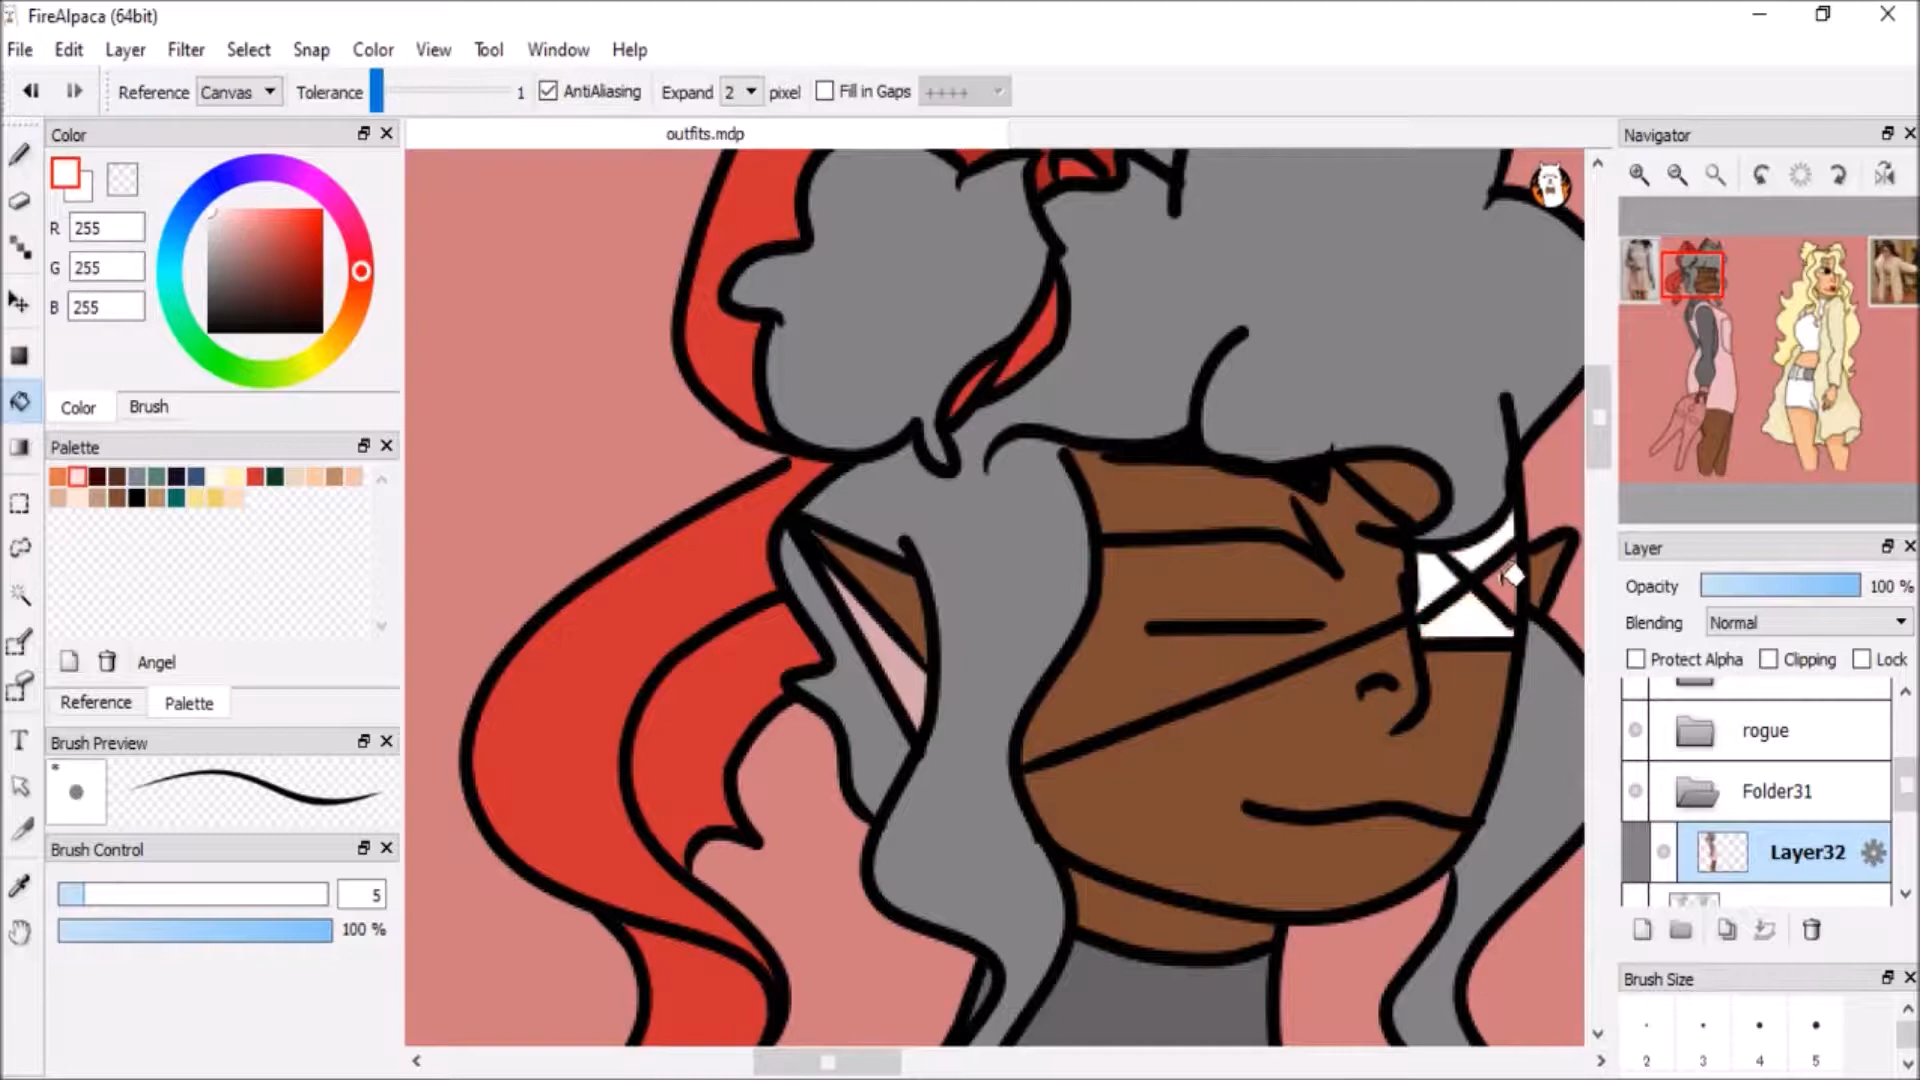 FireAlpaca (64bit)
File Edit Layer Filter Select Snap Color View Tool Window Help
Reference Canvas Tolerance 1 AntiAliasing Expand 2 pixel Fill in Gaps ++++
Color
outfits.mdp
Navigator
R 255
G 255
B 255
Color Brush
Palette
Layer
Opacity 100 %
Blending Normal
Protect Alpha Clipping Lock
Angel
Reference Palette
rogue
Brush Preview
Folder31
Brush Control
Layer32
5
100 %
Brush Size
2 3 4 5
T